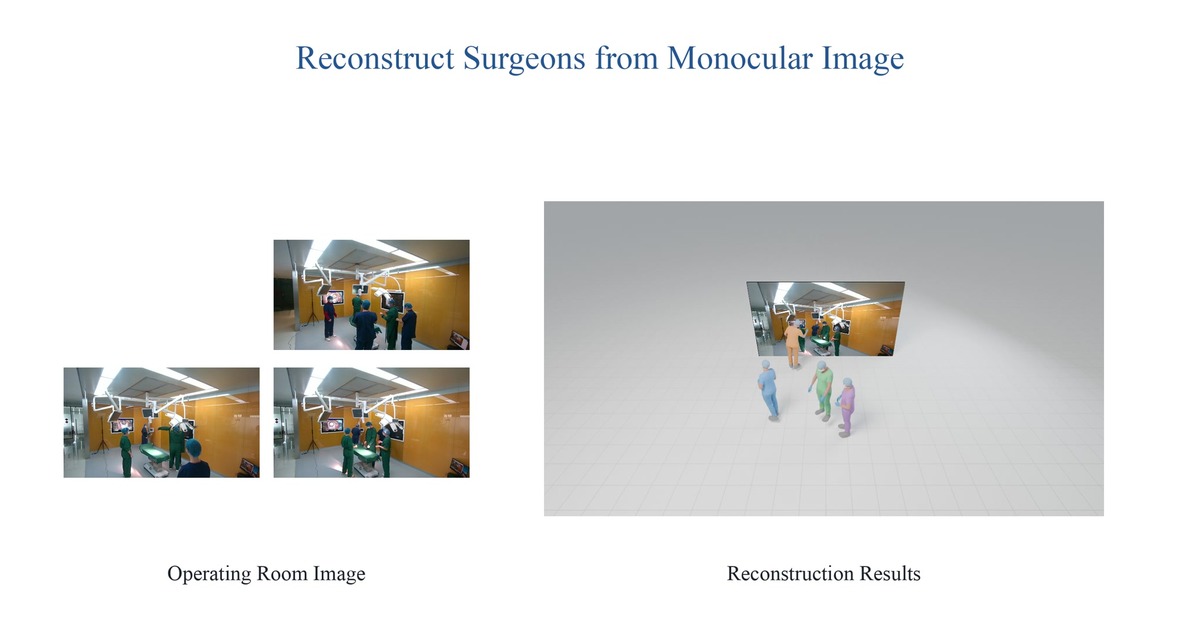 Reconstruct Surgeons from Monocular Image
Operating Room Image
Reconstruction Results